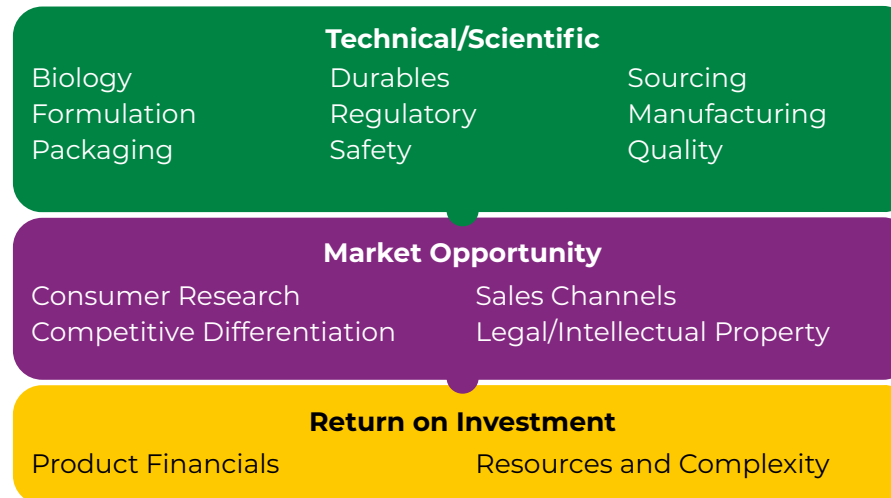 Technical/Scientific
Biology Durables Sourcing
Formulation Regulatory Manufacturing
Packaging Safety Quality
Market Opportunity
Consumer Research Sales Channels
Competitive Differentiation Legal/Intellectual Property
Return on Investment
Product Financials Resources and Complexity